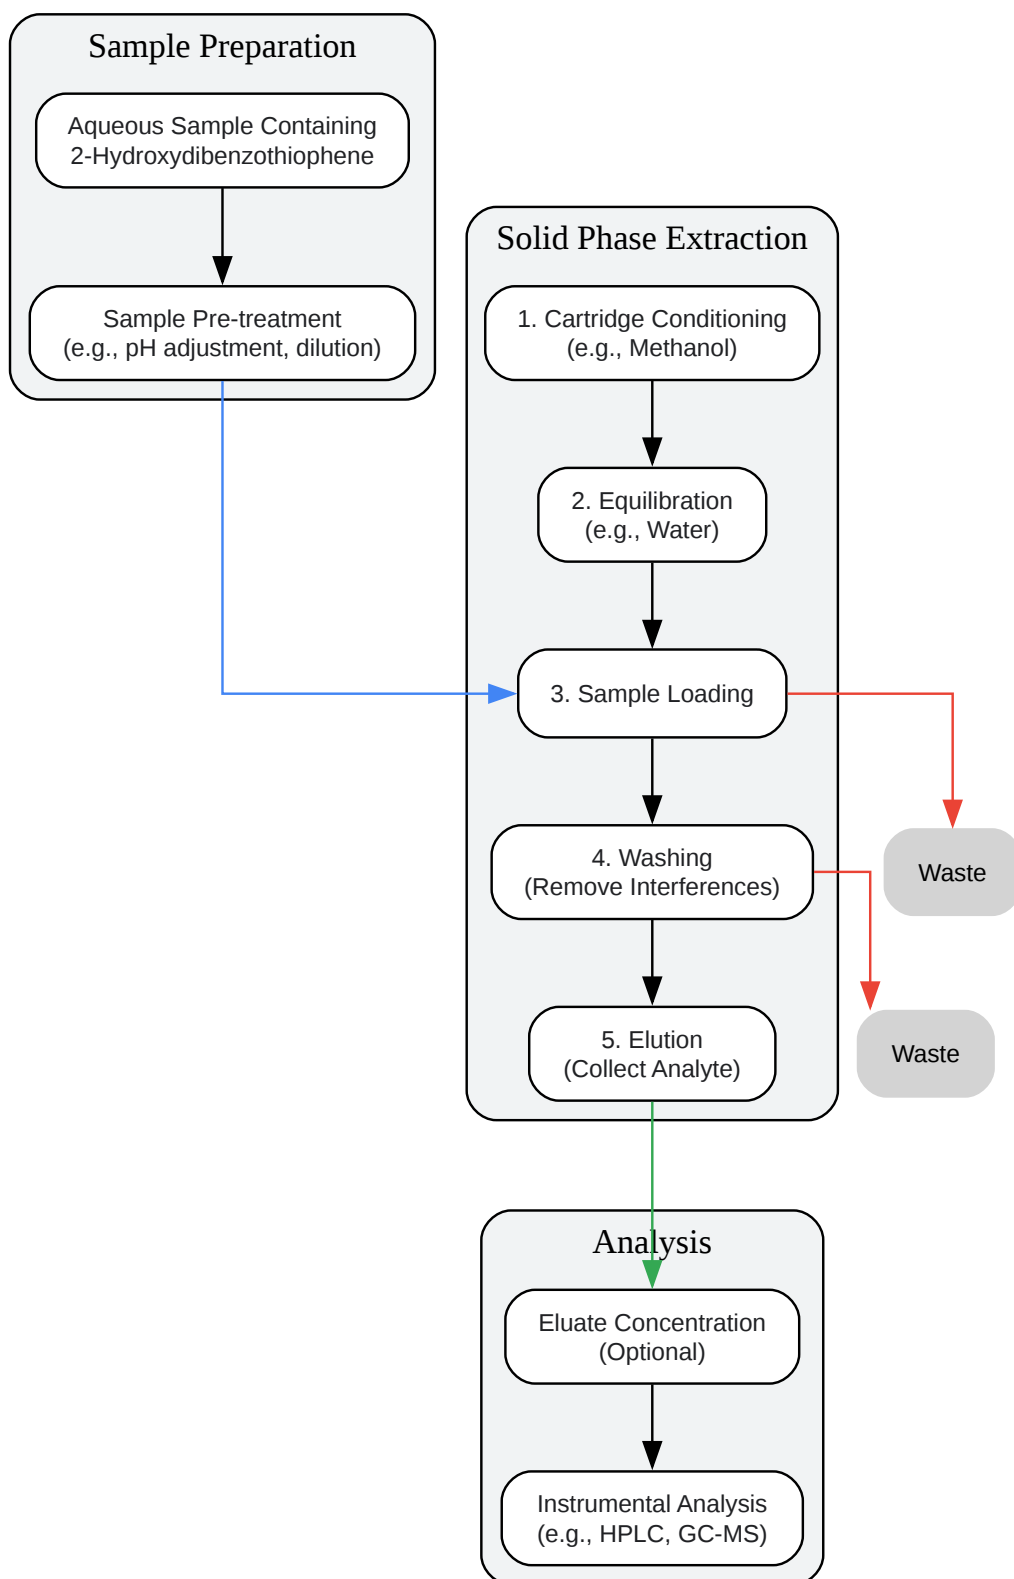 Sample Preparation
Aqueous Sample Containing
2-Hydroxydibenzothiophene
Sample Pre-treatment
(e.g., pH adjustment, dilution)
Solid Phase Extraction
1. Cartridge Conditioning
(e.g., Methanol)
2. Equilibration
(e.g., Water)
3. Sample Loading
4. Washing
(Remove Interferences)
Waste
5. Elution
(Collect Analyte)
Waste
Analysis
Eluate Concentration
(Optional)
Instrumental Analysis
(e.g., HPLC, GC-MS)